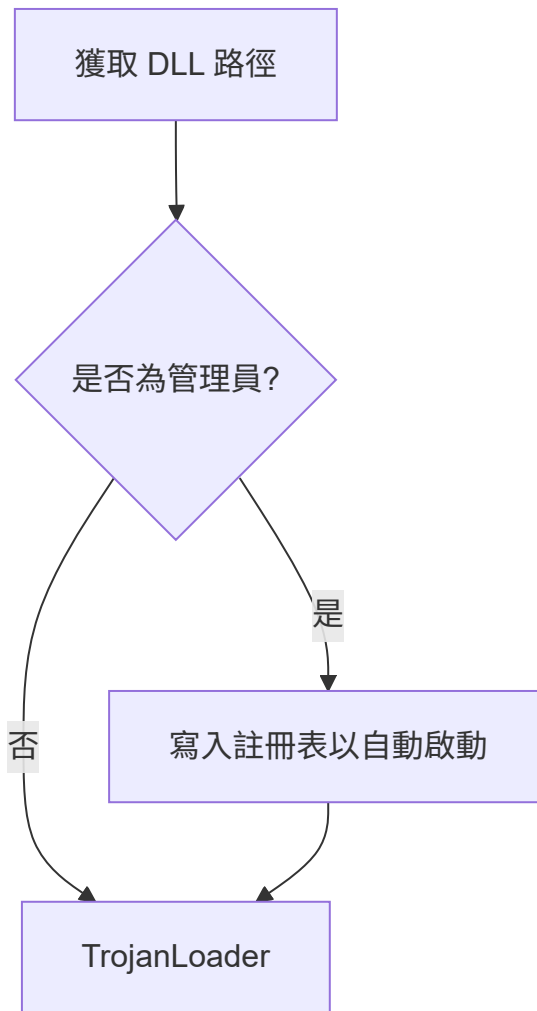 獲取 DLL 路徑
是否為管理員?
是
否
寫入註冊表以自動啟動
TrojanLoader